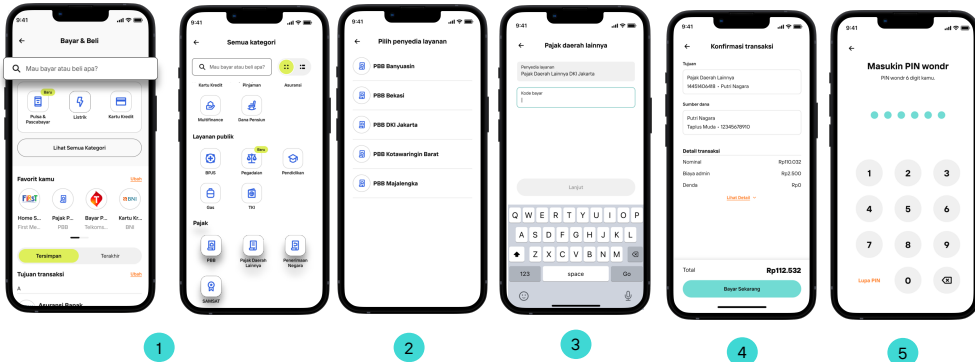 9:41
Bayar & Beli
Mau bayar atau beli apa?
Baru
Pulsa & Pascabayar
Listrik
Kartu Kredit
Lihat Semua Kategori
Favorit kamu
Ubah
FIRST
BNI
Home S...
Pajak P...
Bayar P...
Kartu Kr...
First Me...
PBB
Telkoms...
BNI
Tersimpan
Terakhir
Tujuan transaksi
Ubah
A
Asuransi Banak
9:41
Semua kategori
Mau bayar atau beli apa?
Kartu Kredit
Pinjaman
Asuransi
Multifinance
Dana Pensiun
Layanan publik
Baru
BPJS
Pegadaian
Pendidikan
Gas
TKI
Pajak
PBB
Pajak Daerah Lainnya
Penerimaan Negara
SAMSAT
1
9:41
Pilih penyedia layanan
PBB Banyuasin
PBB Bekasi
PBB DKI Jakarta
PBB Kotawaringin Barat
PBB Majalengka
2
9:41
Pajak daerah lainnya
Penyedia layanan
Pajak Daerah Lainnya DKI Jakarta
Kode bayar
Lanjut
Q W E R T Y U I O P
A S D F G H J K L
Z X C V B N M
123
space
Go
3
9:41
Konfirmasi transaksi
Tujuan
Pajak Daerah Lainnya
14451406418 - Putri Nagara
Sumber dana
Putri Nagara
Taplus Muda - 12345678910
Detail transaksi
Nominal
Rp110.032
Biaya admin
Rp2.500
Denda
Rp0
Lihat Detail
Total
Rp112.532
Bayar Sekarang
4
9:41
Masukin PIN wondr
PIN wondr 6 digit kamu.
1 2 3
4 5 6
7 8 9
Lupa PIN 0
5